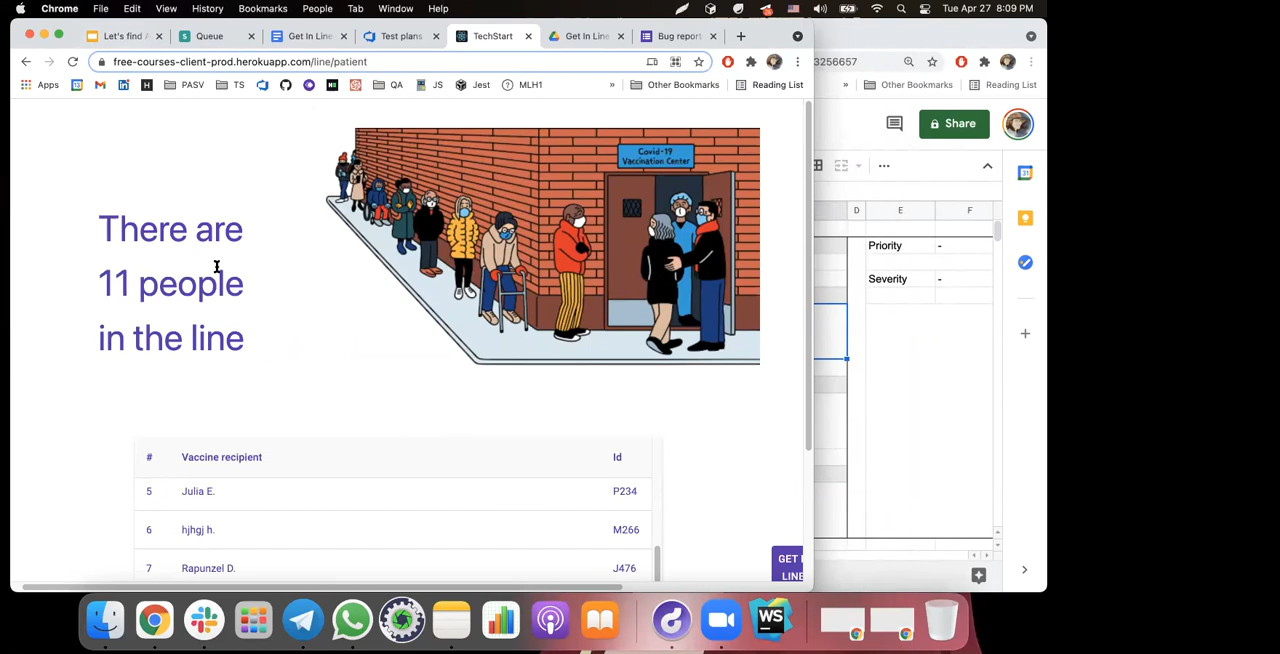 Chrome File Edit View History Bookmarks People Tab Window Help
Tue Apr 27 8:09 PM
Let's find A
Queue
Get In Line
Test plans
TechStart
Get In Line
Bug report
free-courses-client-prod.herokuapp.com/line/patient
3256657
Apps
PASV
TS
QA
JS
Jest
MLH1
»
Other Bookmarks
Reading List
»
Other Bookmarks
Reading List
Share
Covid-19
Vaccination Center
There are
11 people
in the line
D E F
Priority -
Severity -
# Vaccine recipient Id
5 Julia E. P234
6 hjhgj h. M266
7 Rapunzel D. J476
GET I
LINE
WS